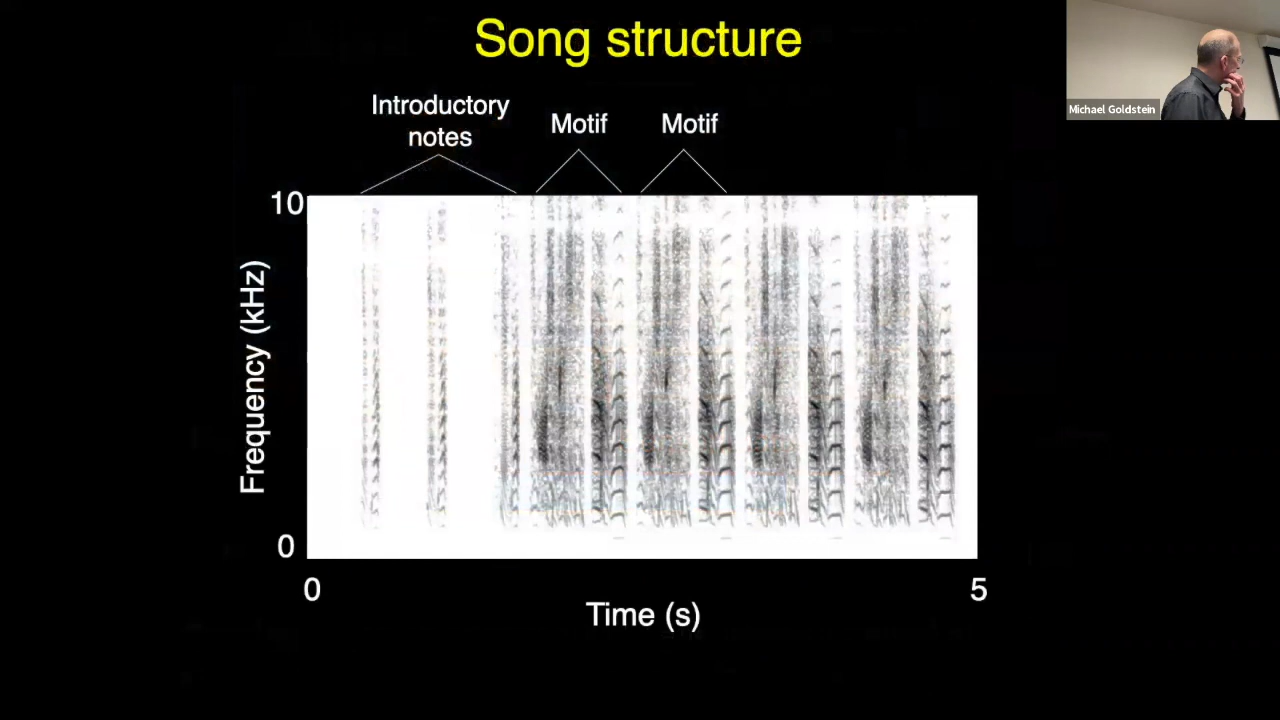 Song structure
Michael Goldstein
Introductory
notes
Motif
Motif
10
Frequency (kHz)
0
0
5
Time (s)